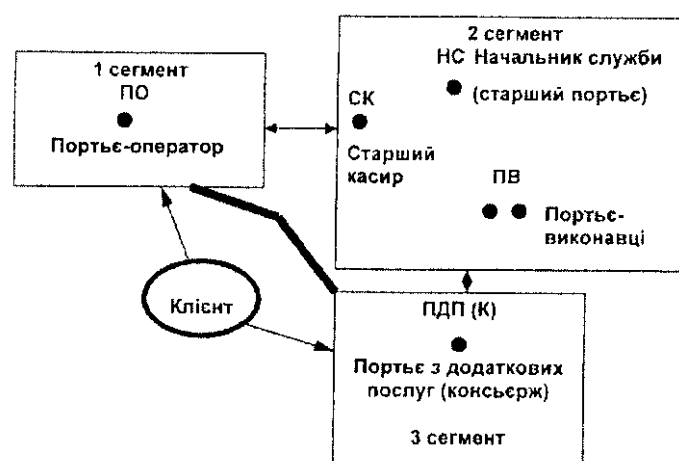 1 сегмент
ПО
Портьє-оператор
2 сегмент
НС Начальник служби
(старший портьє)
СК
Старший
касир
ПВ
Портьє-
виконавці
Клієнт
ПДП (К)
Портьє з додаткових
послуг (консьєрж)
3 сегмент